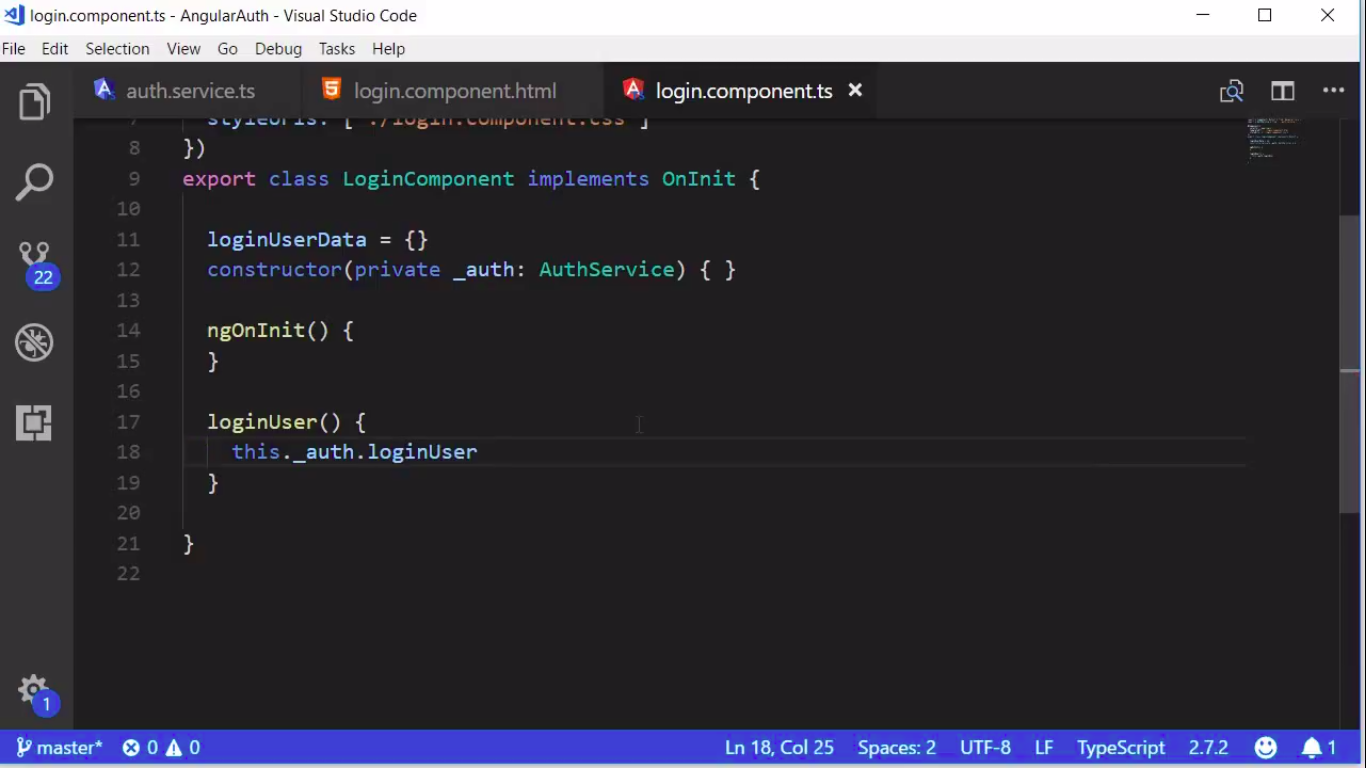 login.component.ts - AngularAuth - Visual Studio Code
File Edit Selection View Go Debug Tasks Help
auth.service.ts login.component.html login.component.ts
7 styleUrls: ['./login.component.css']
8 })
9 export class LoginComponent implements OnInit {
10
11 loginUserData = {}
12 constructor(private _auth: AuthService) { }
13
14 ngOnInit() {
15 }
16
17 loginUser() {
18 this._auth.loginUser
19 }
20
21 }
22
22
1
master* 0 0 Ln 18, Col 25 Spaces: 2 UTF-8 LF TypeScript 2.7.2 1